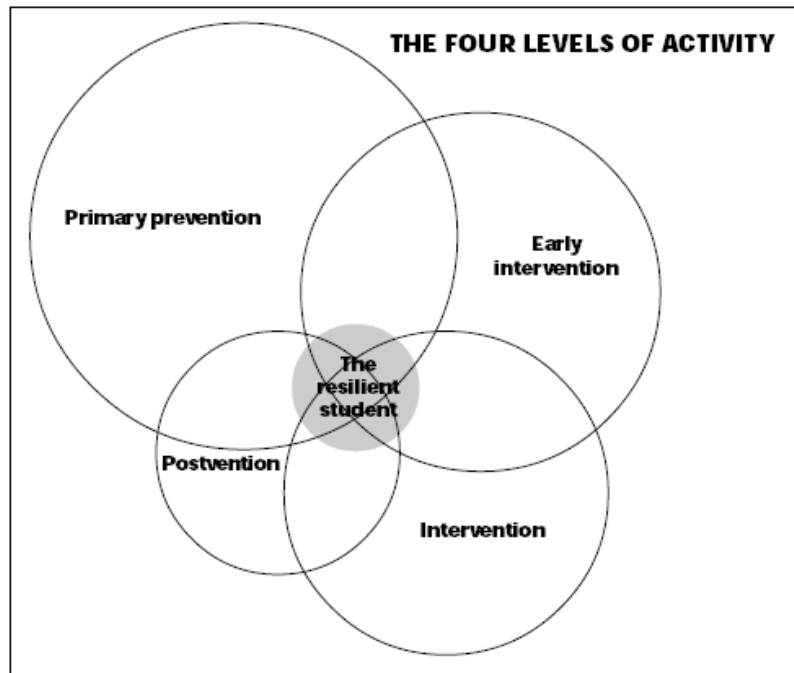 THE FOUR LEVELS OF ACTIVITY
Primary prevention
Early
intervention
The
resilient
student
Postvention
Intervention